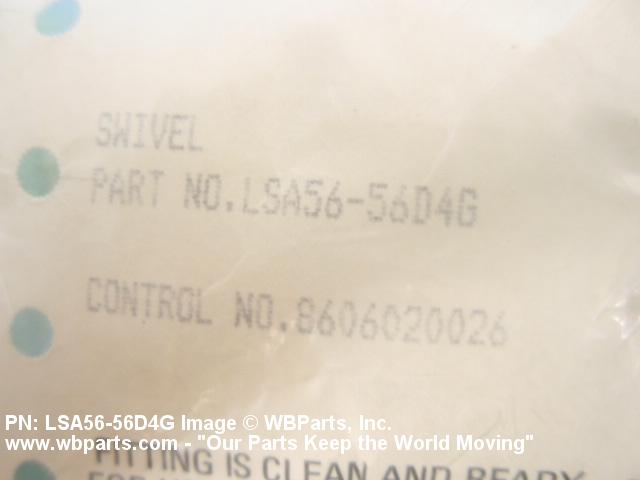 SWIVEL
PART NO.LSA56-56D4G
CONTROL NO.8606020026
PN: LSA56-56D4G Image © WBParts, Inc.
www.wbparts.com - "Our Parts Keep the World Moving"
FITTING IS CLEAN AND READY
FOR